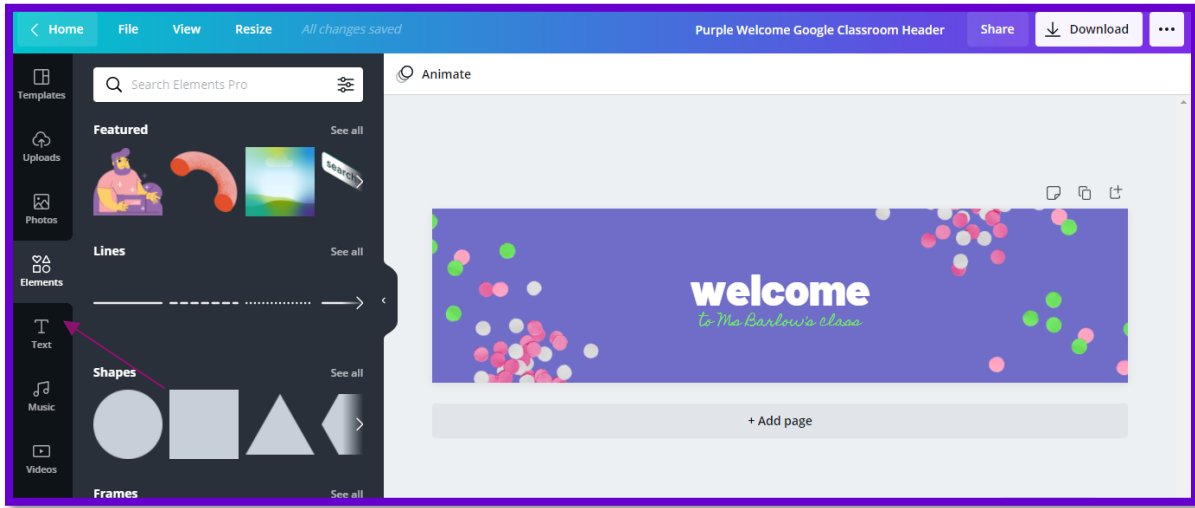 Home File View Resize All changes saved Purple Welcome Google Classroom Header Share Download
Templates
Uploads
Photos
Elements
Text
Music
Videos
Search Elements Pro
Featured See all
search
Lines See all
Shapes See all
Frames See all
Animate
welcome
to Ms Barlow's class
+ Add page